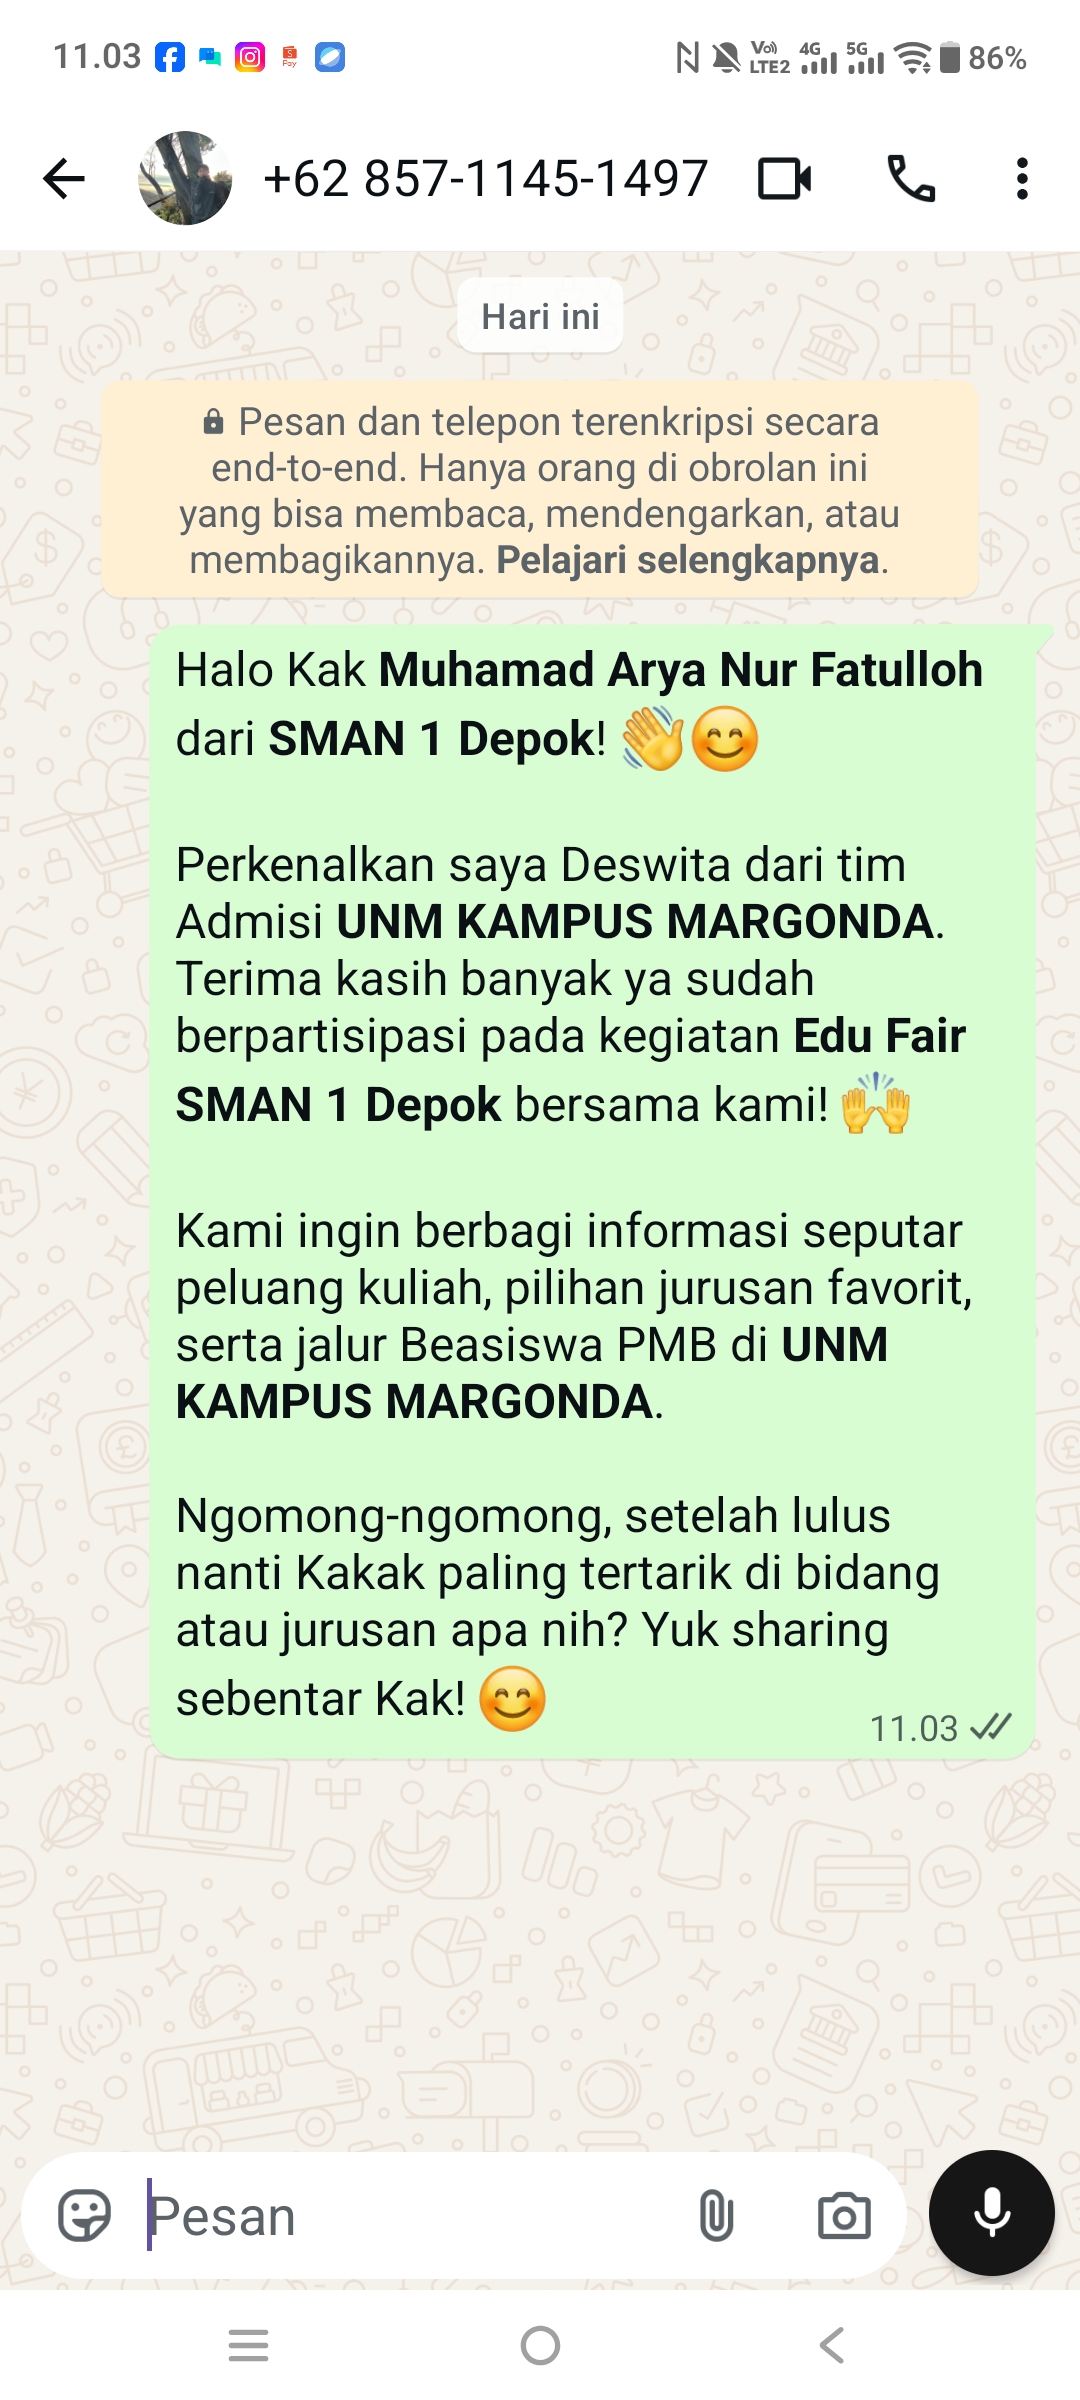 11.03
VoD LTE2 4G 5G 86%
+62 857-1145-1497
Hari ini
Pesan dan telepon terenkripsi secara
end-to-end. Hanya orang di obrolan ini
yang bisa membaca, mendengarkan, atau
membagikannya. Pelajari selengkapnya.
Halo Kak Muhamad Arya Nur Fatulloh
dari SMAN 1 Depok! 👋😊
Perkenalkan saya Deswita dari tim
Admisi UNM KAMPUS MARGONDA.
Terima kasih banyak ya sudah
berpartisipasi pada kegiatan Edu Fair
SMAN 1 Depok bersama kami! 🙌
Kami ingin berbagi informasi seputar
peluang kuliah, pilihan jurusan favorit,
serta jalur Beasiswa PMB di UNM
KAMPUS MARGONDA.
Ngomong-ngomong, setelah lulus
nanti Kakak paling tertarik di bidang
atau jurusan apa nih? Yuk sharing
sebentar Kak! 😊
11.03
Pesan